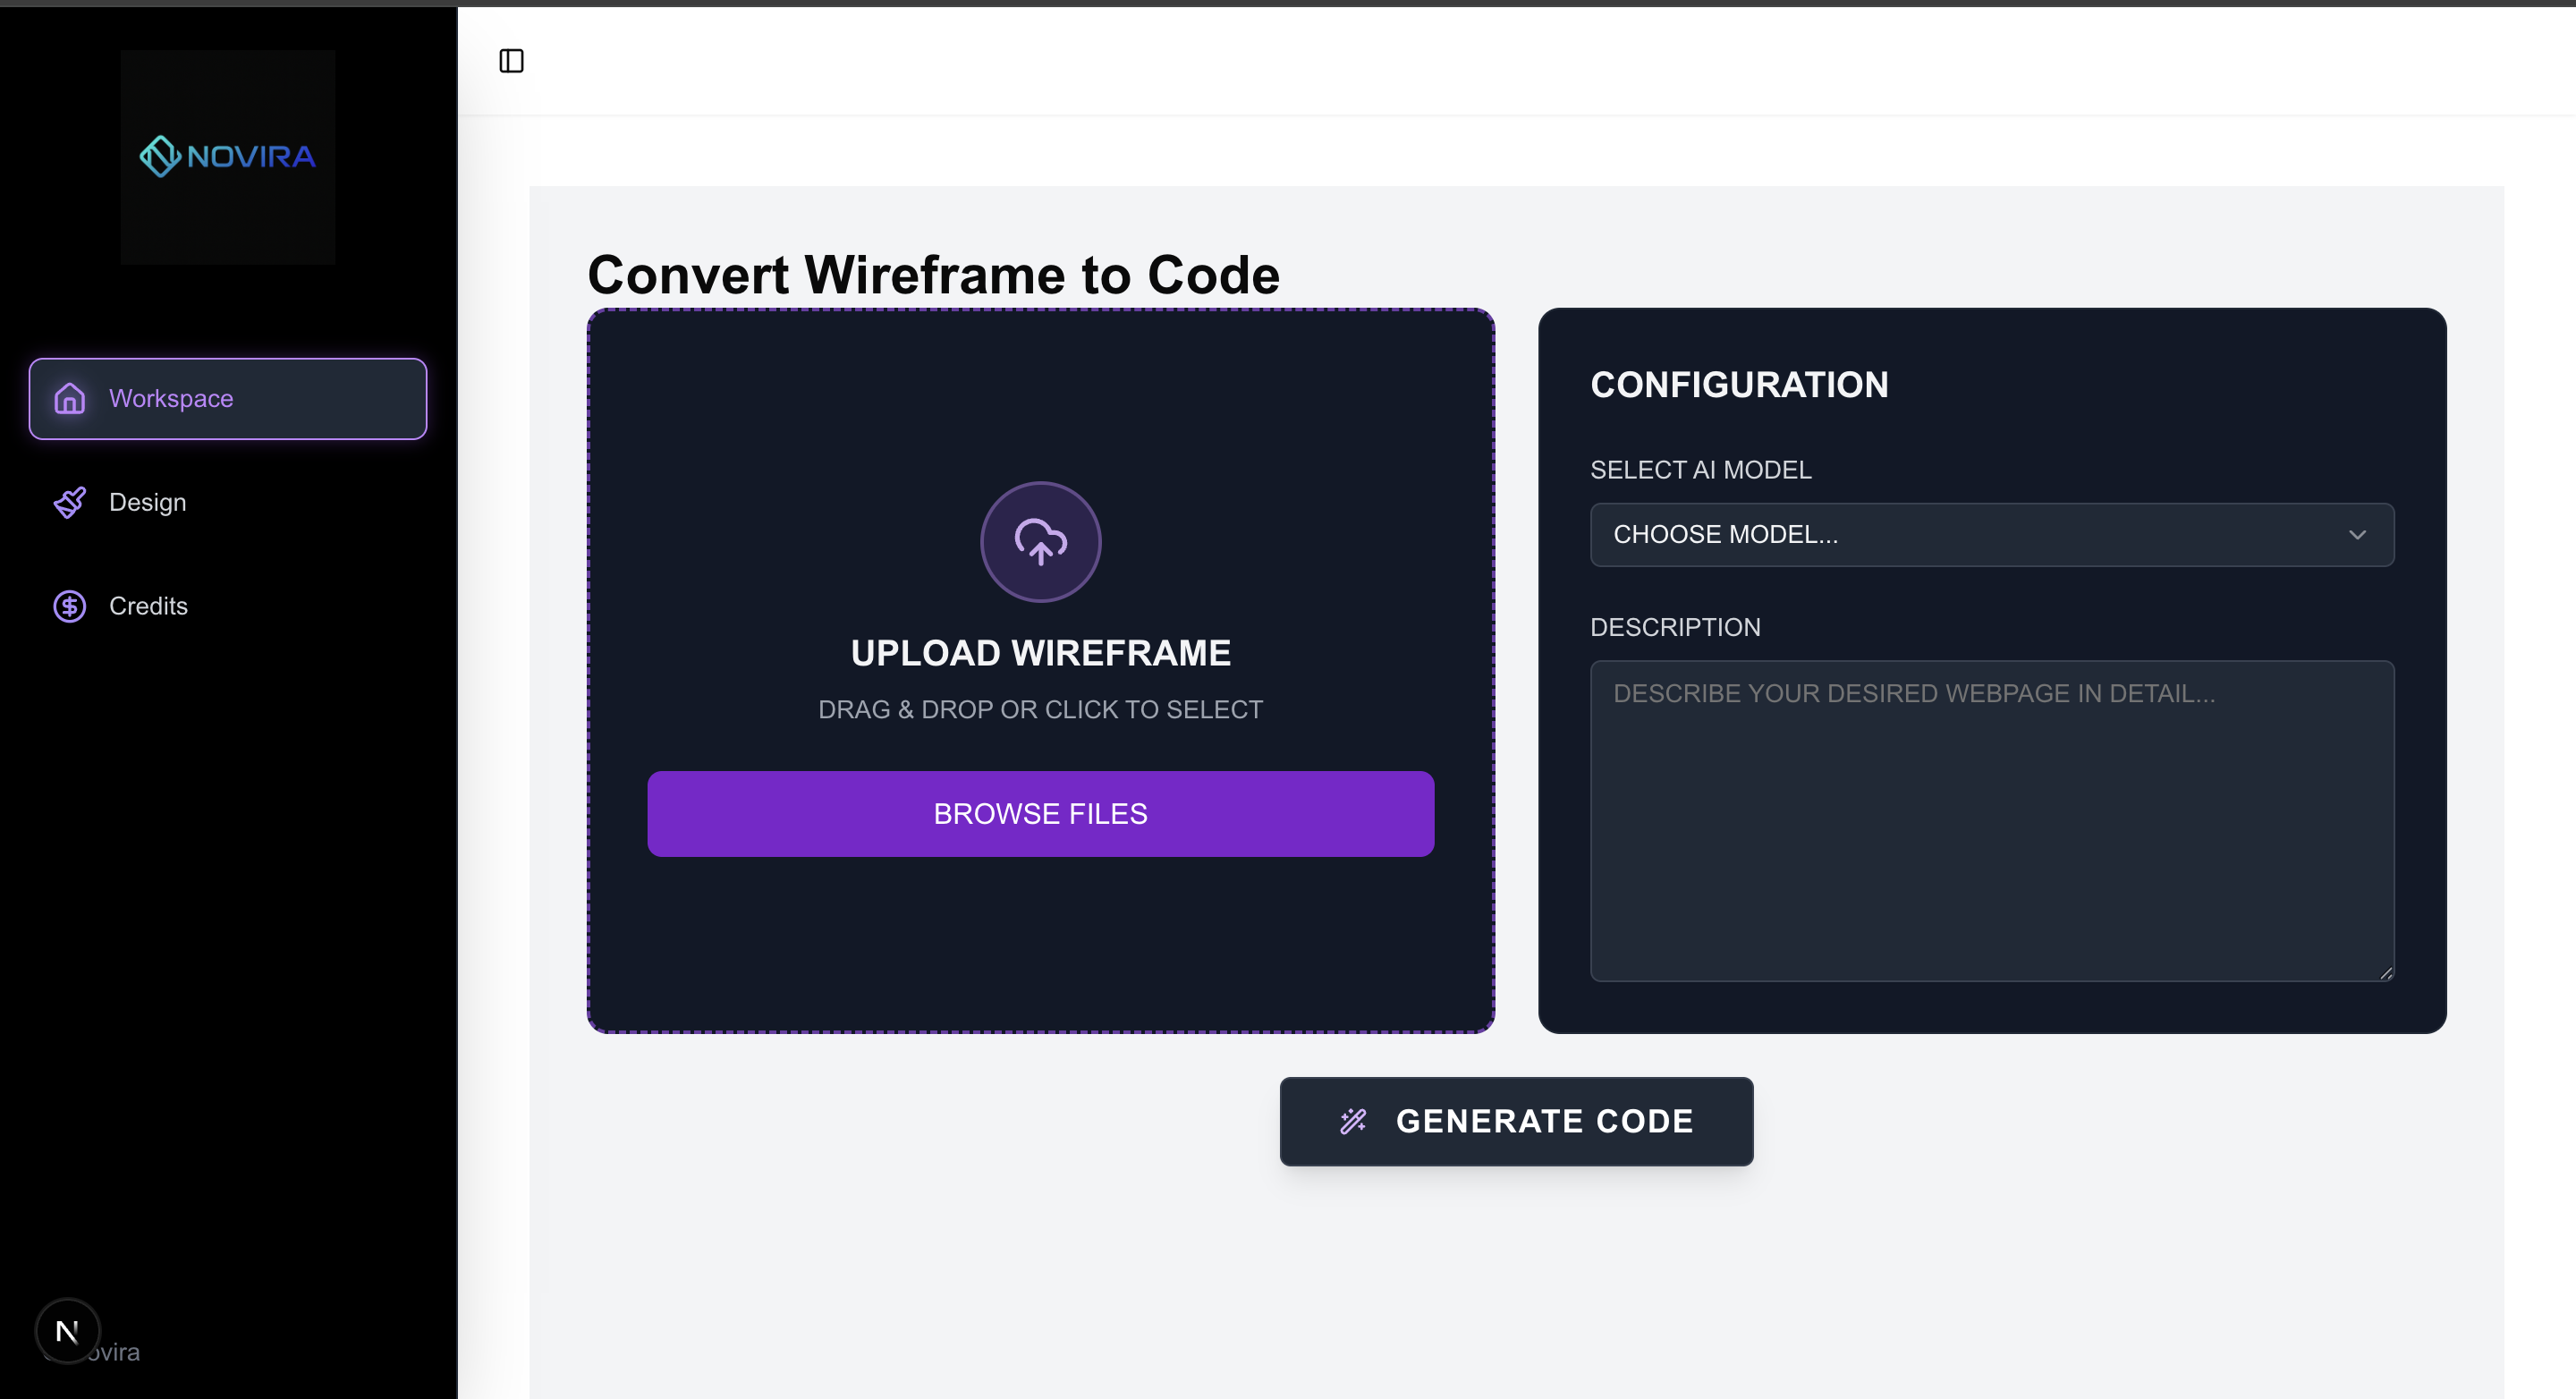 NOVIRA
Workspace
Design
Credits
N
ovira
Convert Wireframe to Code
UPLOAD WIREFRAME
DRAG & DROP OR CLICK TO SELECT
BROWSE FILES
CONFIGURATION
SELECT AI MODEL
CHOOSE MODEL...
DESCRIPTION
DESCRIBE YOUR DESIRED WEBPAGE IN DETAIL...
GENERATE CODE